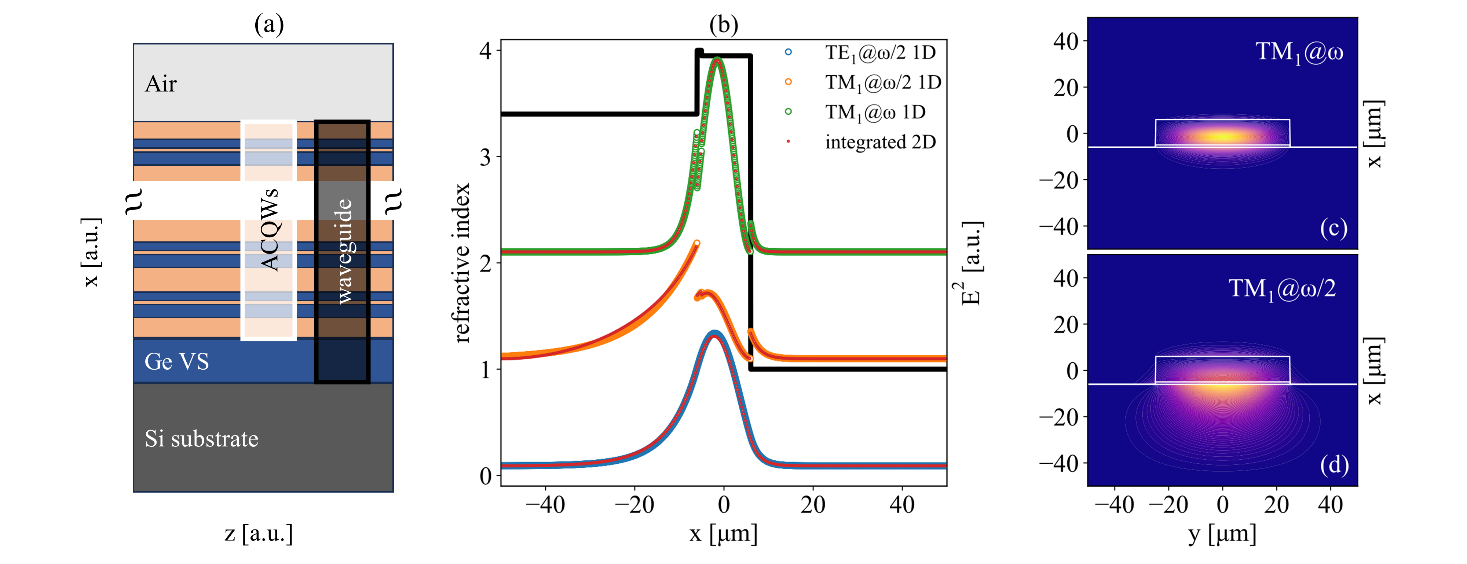 (a)
Air
ACQWs
waveguide
Ge VS
Si substrate
x [a.u.]
z [a.u.]
(b)
4
3
2
1
0
refractive index
TE₁@ω/2 1D
TM₁@ω/2 1D
TM₁@ω 1D
integrated 2D
E² [a.u.]
−40 −20 0 20 40
x [μm]
TM₁@ω
40
20
0
−20
−40
x [μm]
(c)
TM₁@ω/2
40
20
0
−20
−40
x [μm]
(d)
−40 −20 0 20 40
y [μm]